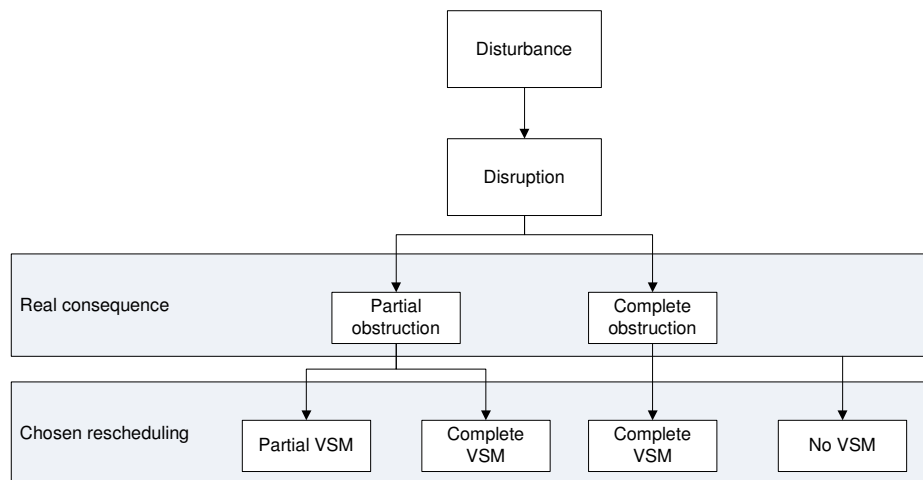 Disturbance
Disruption
Real consequence
Partial
obstruction
Complete
obstruction
Chosen rescheduling
Partial VSM
Complete
VSM
Complete
VSM
No VSM